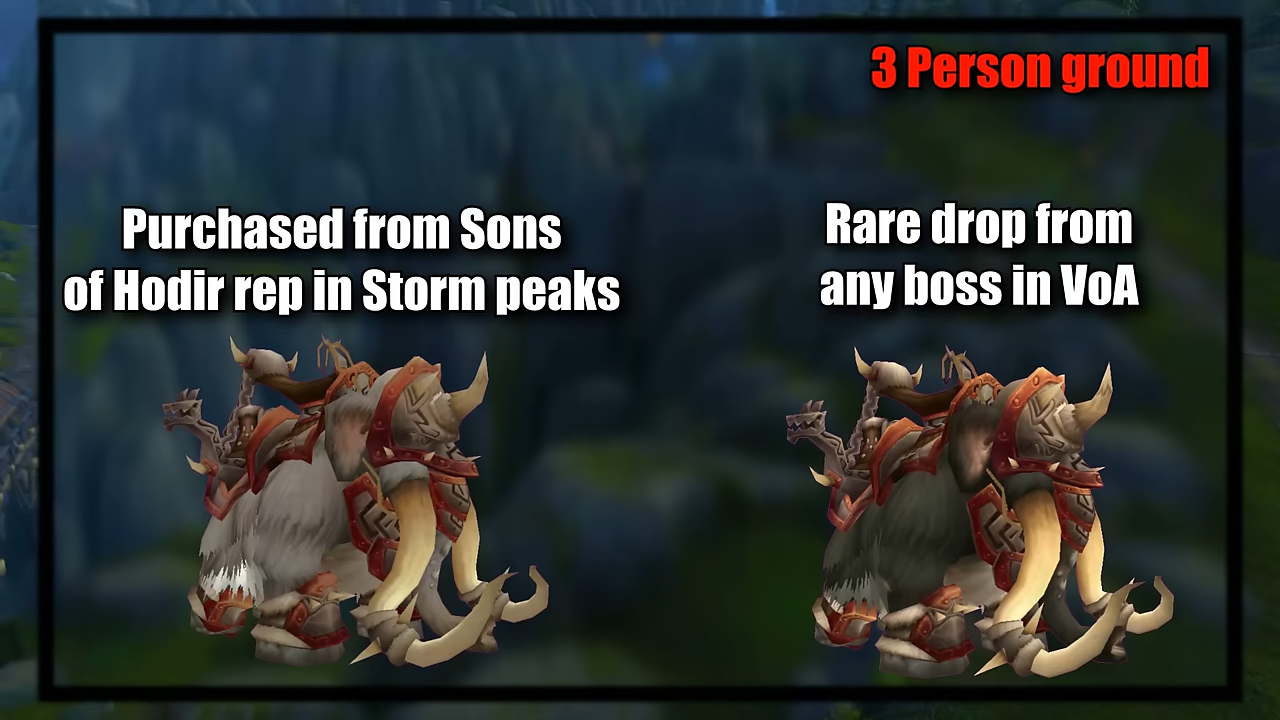 3 Person ground
Purchased from Sons
of Hodir rep in Storm peaks
Rare drop from
any boss in VoA